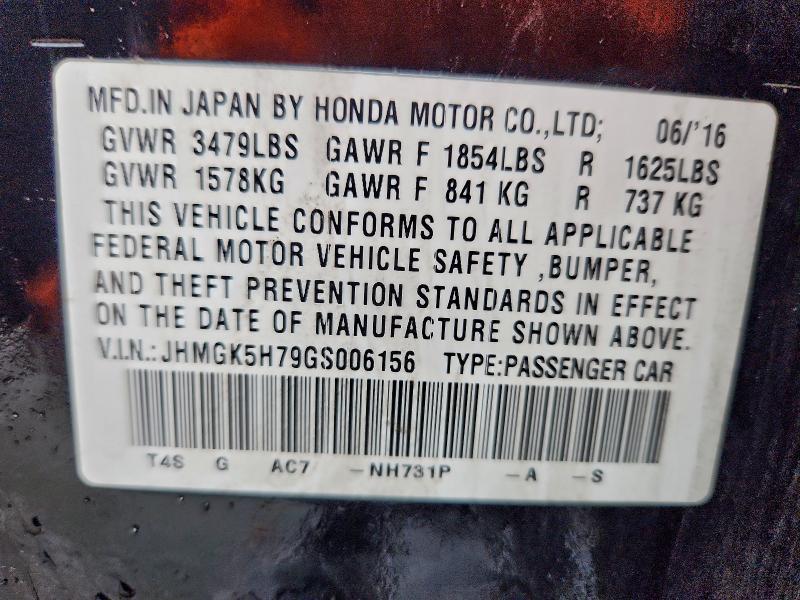 MFD.IN JAPAN BY HONDA MOTOR CO.,LTD; 06/'16
GVWR 3479LBS GAWR F 1854LBS R 1625LBS
GVWR 1578KG GAWR F 841 KG R 737 KG
THIS VEHICLE CONFORMS TO ALL APPLICABLE
FEDERAL MOTOR VEHICLE SAFETY ,BUMPER,
AND THEFT PREVENTION STANDARDS IN EFFECT
ON THE DATE OF MANUFACTURE SHOWN ABOVE.
V.I.N.: JHMGK5H79GS006156 TYPE:PASSENGER CAR
T4S G AC7 -NH731P -A -S